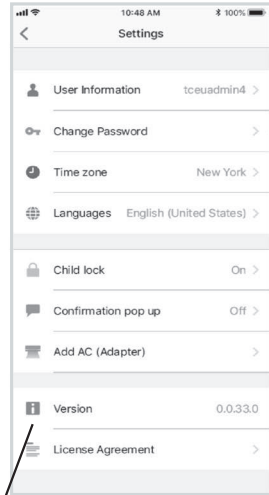 10:48 AM 100%
Settings
User Information tceuadmin4
Change Password
Time zone New York
Languages English (United States)
Child lock On
Confirmation pop up Off
Add AC (Adapter)
Version 0.0.33.0
License Agreement